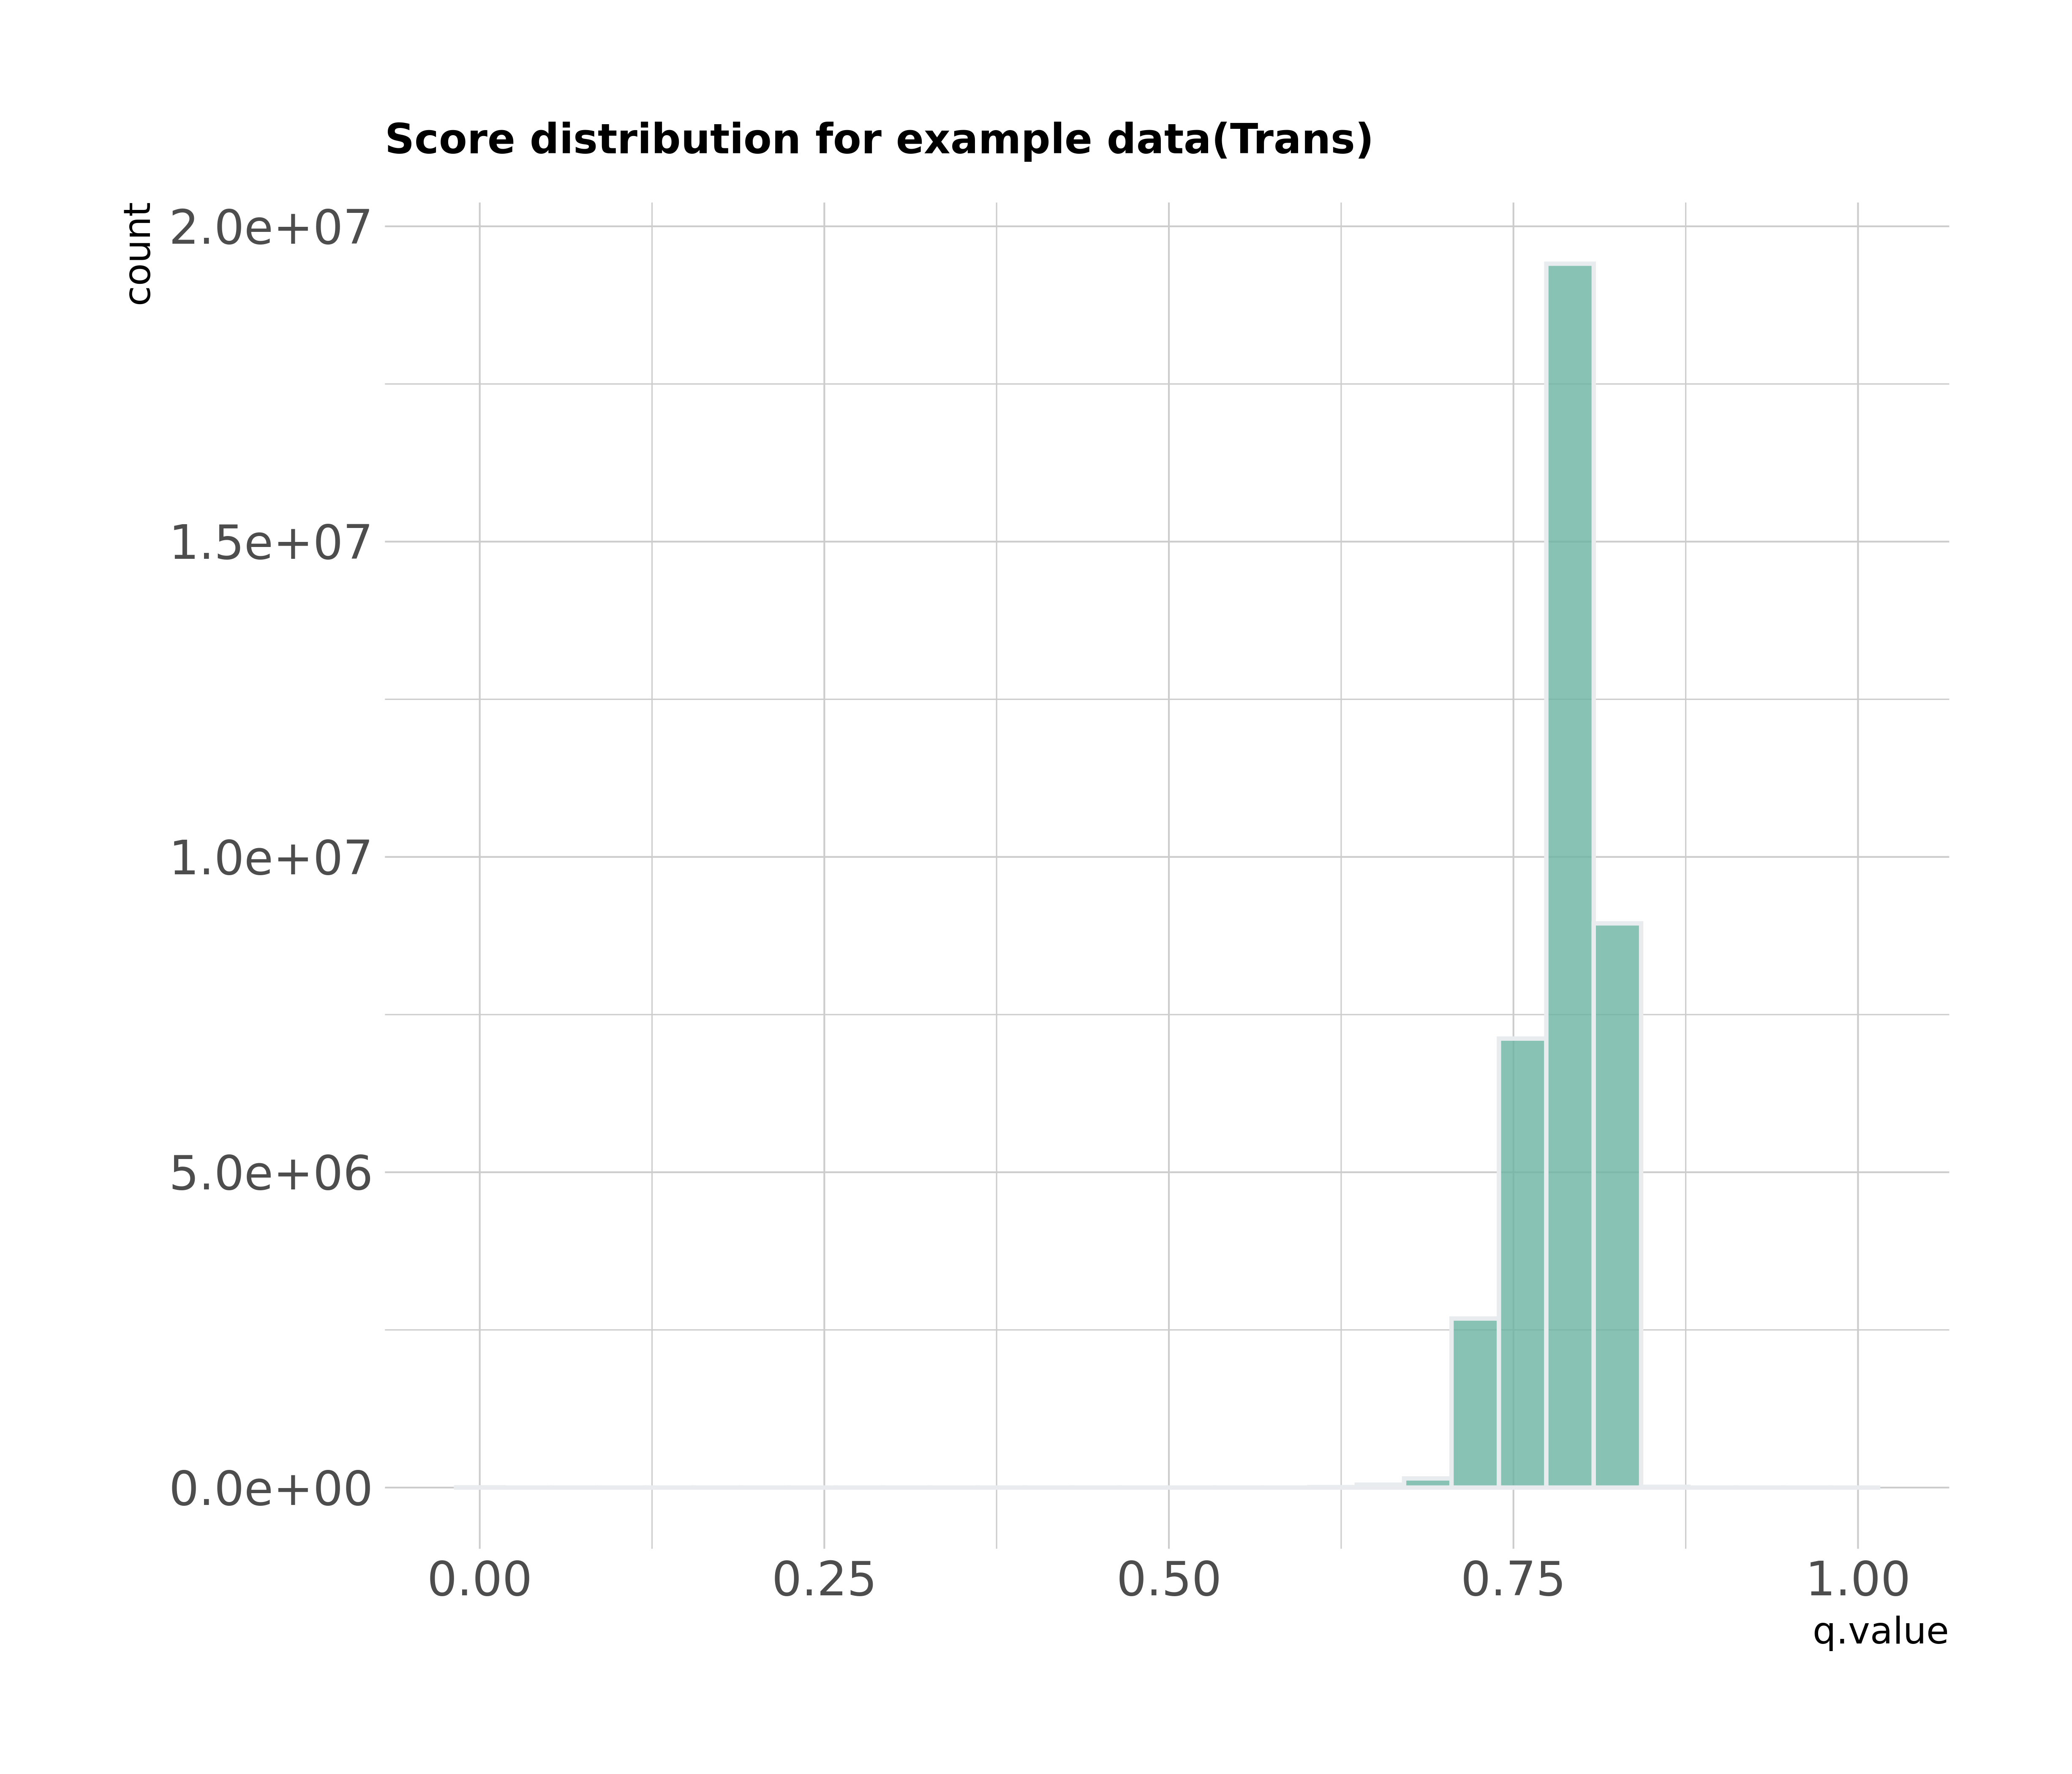 Score distribution for example data(Trans)
count
2.0e+07
1.5e+07
1.0e+07
5.0e+06
0.0e+00
0.00 0.25 0.50 0.75 1.00
q.value